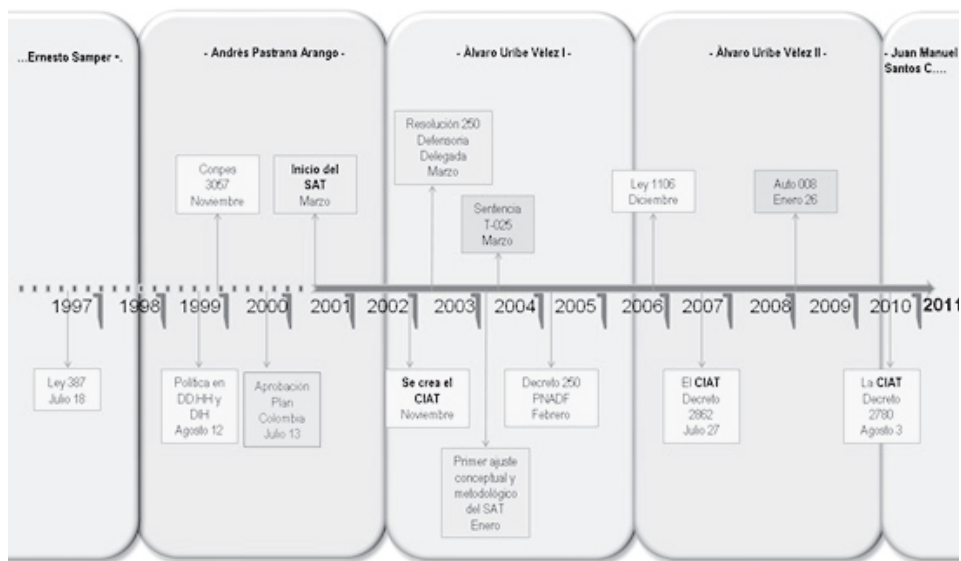 ...Ernesto Samper -.
- Andrés Pastrana Arango -
- Àlvaro Uribe Vélez I -
- Àlvaro Uribe Vélez II -
- Juan Manuel
Santos C....
Conpes
3057
Noviembre
Inicio del
SAT
Marzo
Resolución 250
Defensoria
Delegada
Marzo
Sentencia
T-025
Marzo
Ley 1106
Diciembre
Auto 008
Enero 26
1997 1998 1999 2000 2001 2002 2003 2004 2005 2006 2007 2008 2009 2010 2011
Ley 387
Julio 18
Política en
DD.HH y
DIH
Agosto 12
Aprobación
Plan
Colombia
Julio 13
Se crea el
CIAT
Noviembre
Primer ajuste
conceptual y
metodológico
del SAT
Enero
Decreto 250
PNADF
Febrero
El CIAT
Decreto
2862
Julio 27
La CIAT
Decreto
2780
Agosto 3